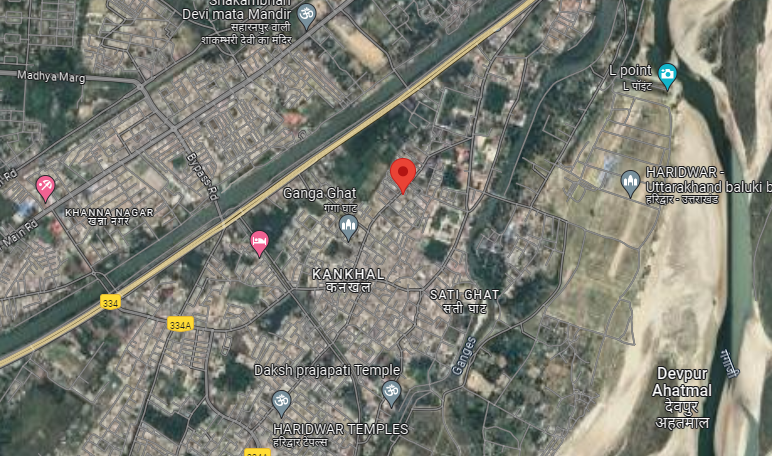 Shakambhari
Devi mata Mandir
सहारनपुर वाली
शाकम्भरी देवी का मंदिर
Madhya Marg
L point
L पॉइंट
Bypass Rd
HARIDWAR -
Uttarakhand baluki b
हरिद्वार - उत्तराखंड
Ganga Ghat
गंगा घाट
Rd
KHANNA NAGAR
खन्ना नगर
Main Rd
KANKHAL
कनखल
SATI GHAT
सती घाट
334
334A
Ganges
गंगा जी
Daksh prajapati Temple
Devpur
Ahatmal
देवपुर
अहतमाल
HARIDWAR TEMPLES
हरिद्वार टेंपल्स
334A